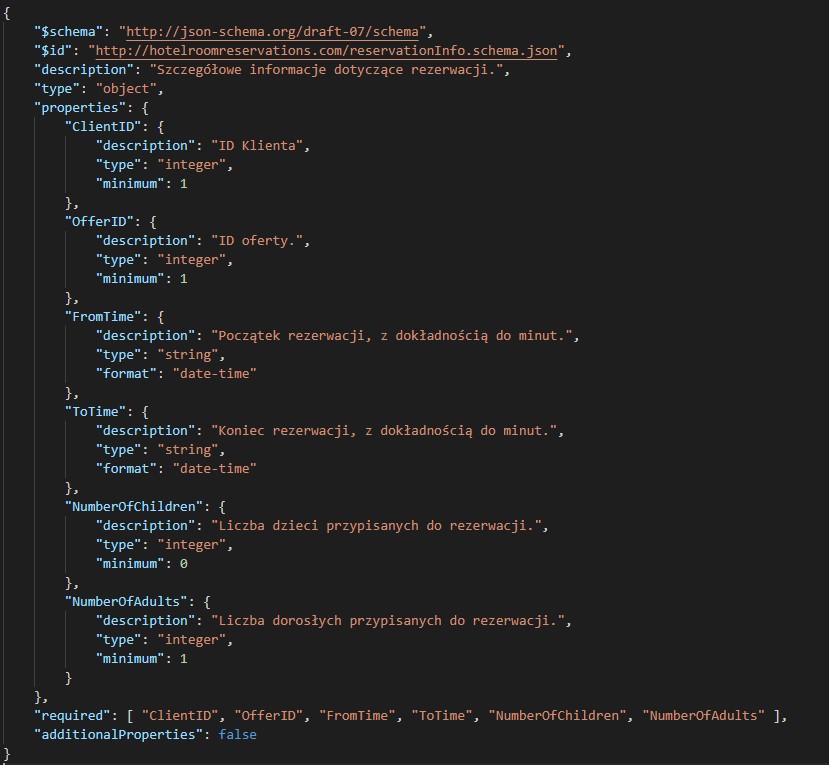 {
    "$schema": "http://json-schema.org/draft-07/schema",
    "$id": "http://hotelroomreservations.com/reservationInfo.schema.json",
    "description": "Szczegółowe informacje dotyczące rezerwacji.",
    "type": "object",
    "properties": {
        "ClientID": {
            "description": "ID Klienta",
            "type": "integer",
            "minimum": 1
        },
        "OfferID": {
            "description": "ID oferty.",
            "type": "integer",
            "minimum": 1
        },
        "FromTime": {
            "description": "Początek rezerwacji, z dokładnością do minut.",
            "type": "string",
            "format": "date-time"
        },
        "ToTime": {
            "description": "Koniec rezerwacji, z dokładnością do minut.",
            "type": "string",
            "format": "date-time"
        },
        "NumberOfChildren": {
            "description": "Liczba dzieci przypisanych do rezerwacji.",
            "type": "integer",
            "minimum": 0
        },
        "NumberOfAdults": {
            "description": "Liczba dorosłych przypisanych do rezerwacji.",
            "type": "integer",
            "minimum": 1
        }
    },
    "required": [ "ClientID", "OfferID", "FromTime", "ToTime", "NumberOfChildren", "NumberOfAdults" ],
    "additionalProperties": false
}